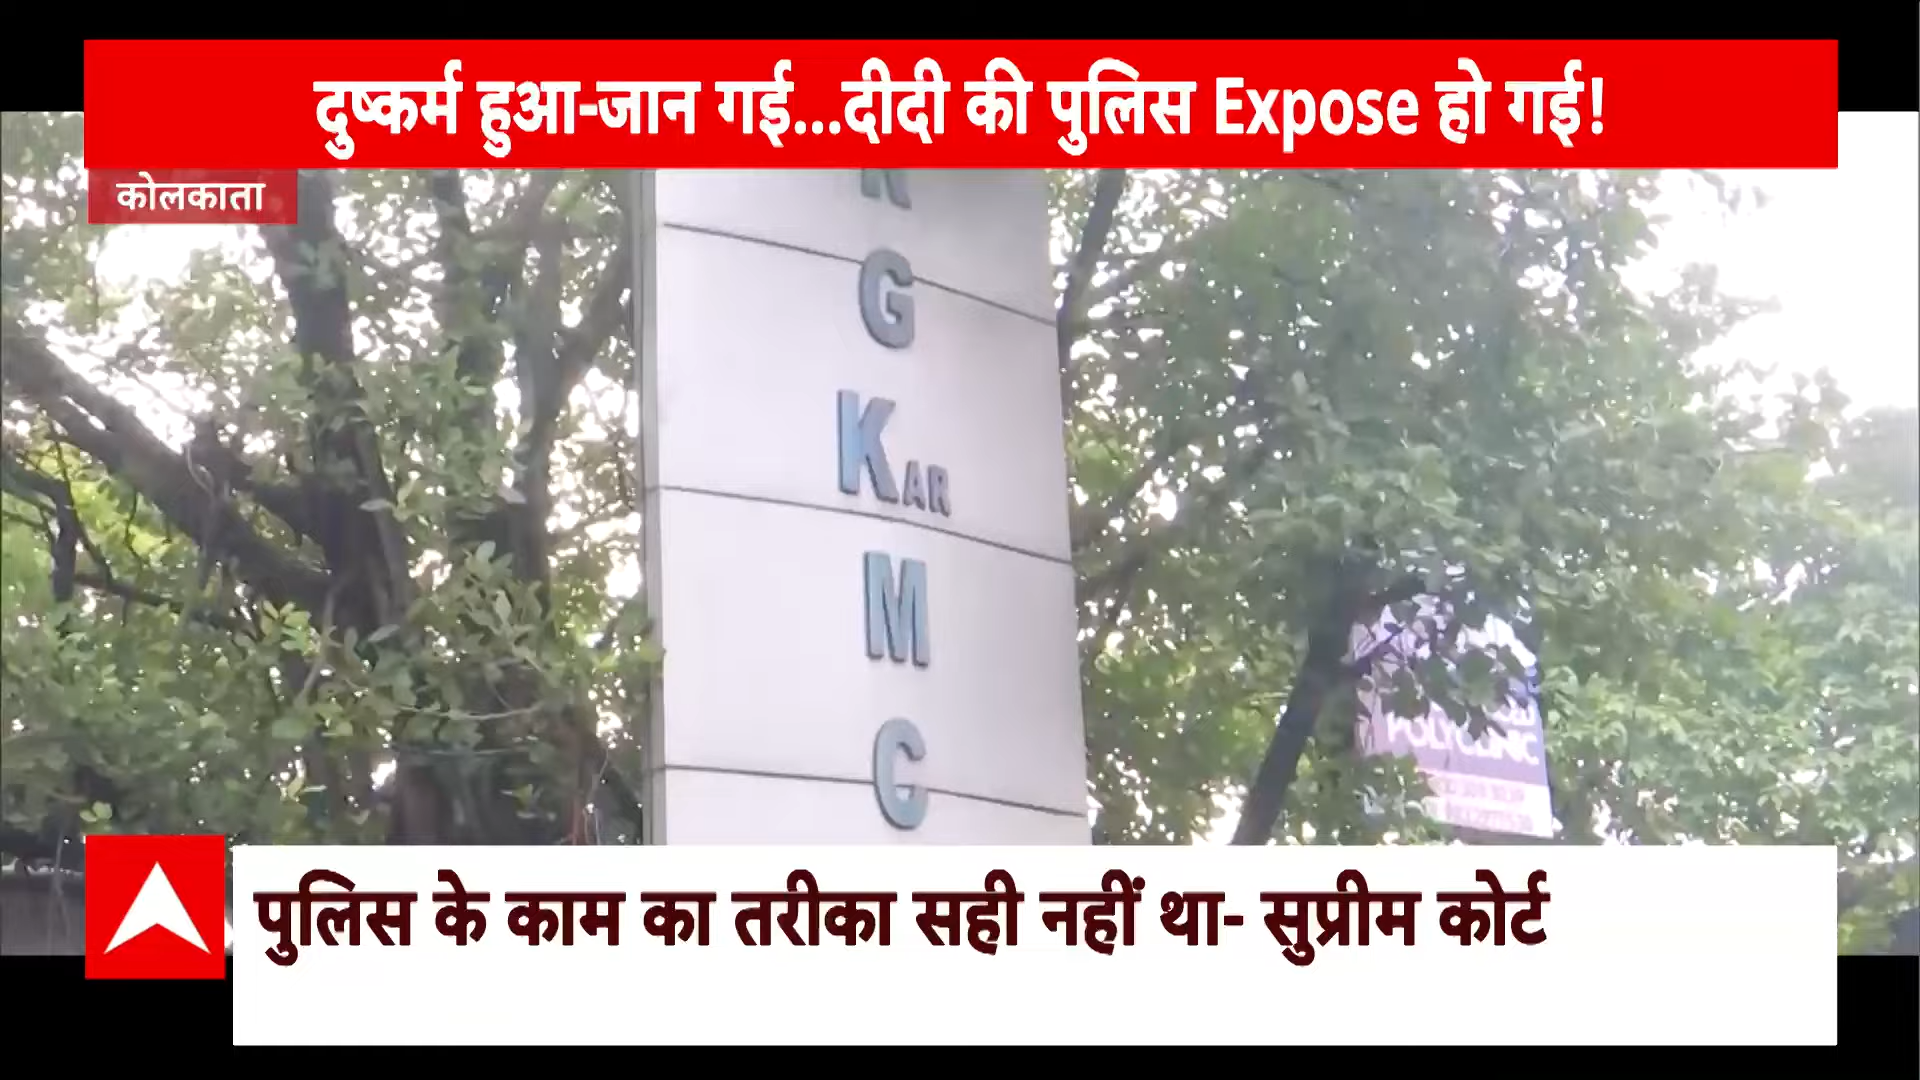 दुष्कर्म हुआ-जान गई...दीदी की पुलिस Expose हो गई!
कोलकाता
G
KAR
M
C
POLYCLINIC
पुलिस के काम का तरीका सही नहीं था- सुप्रीम कोर्ट